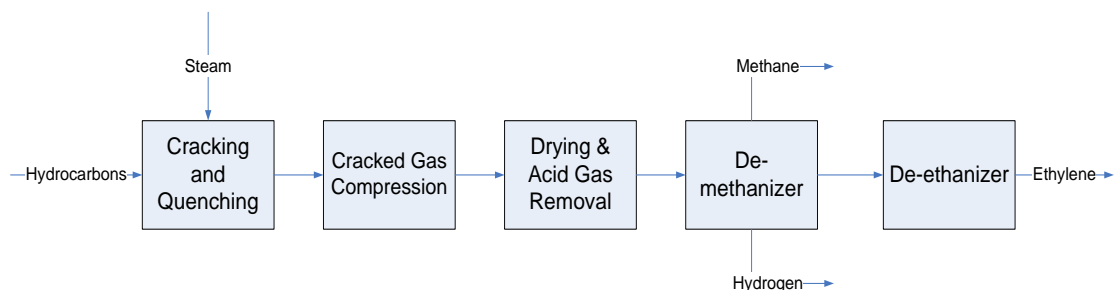 Steam
Methane
Hydrocarbons
Cracking
and
Quenching
Cracked Gas
Compression
Drying &
Acid Gas
Removal
De-
methanizer
De-ethanizer
Ethylene
Hydrogen